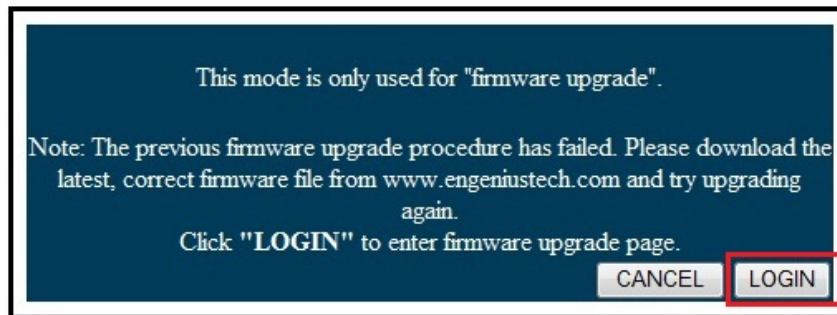 This mode is only used for "firmware upgrade".
Note: The previous firmware upgrade procedure has failed. Please download the
latest, correct firmware file from www.engeniustech.com and try upgrading
again.
Click "LOGIN" to enter firmware upgrade page.
CANCEL LOGIN